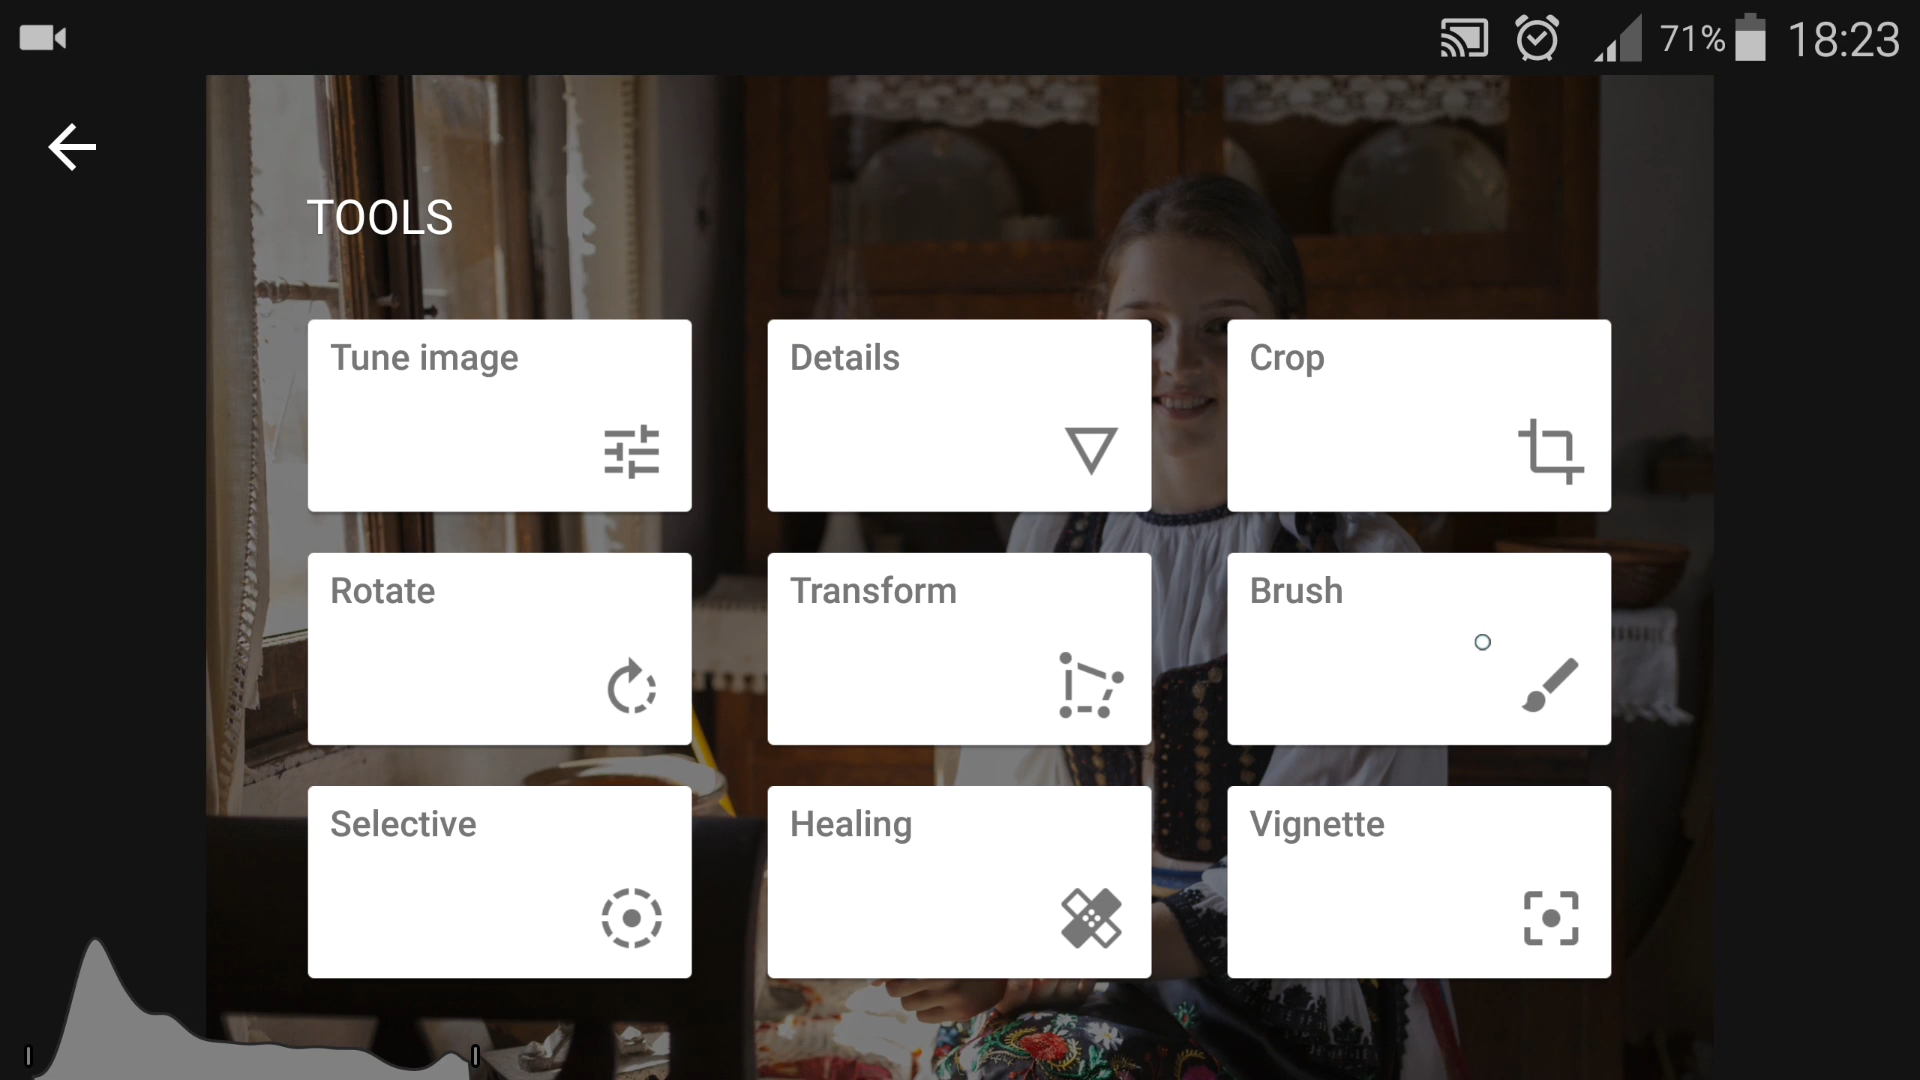 71% 18:23
TOOLS
Tune image
Details
Crop
Rotate
Transform
Brush
Selective
Healing
Vignette